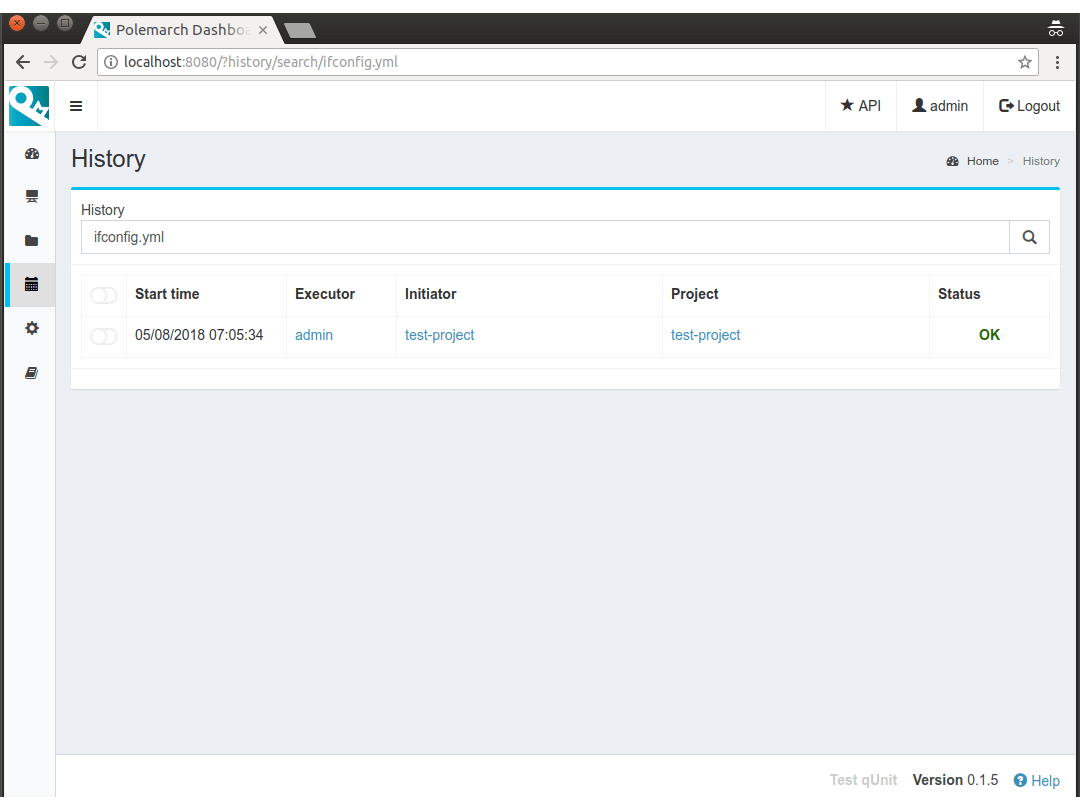 Polemarch Dashboa
localhost:8080/?history/search/ifconfig.yml
API
admin
Logout
History
Home > History
History
ifconfig.yml
Start time Executor Initiator Project Status
05/08/2018 07:05:34 admin test-project test-project OK
Test qUnit Version 0.1.5 Help